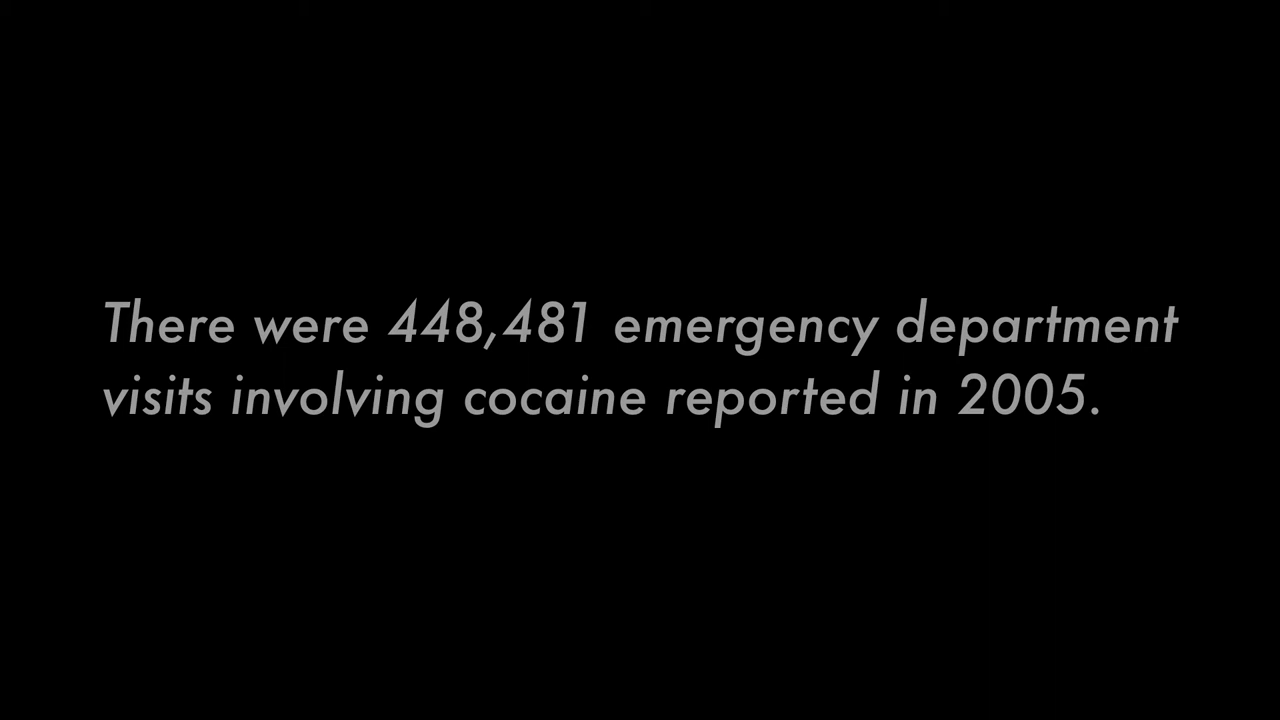 There were 448,481 emergency department
visits involving cocaine reported in 2005.